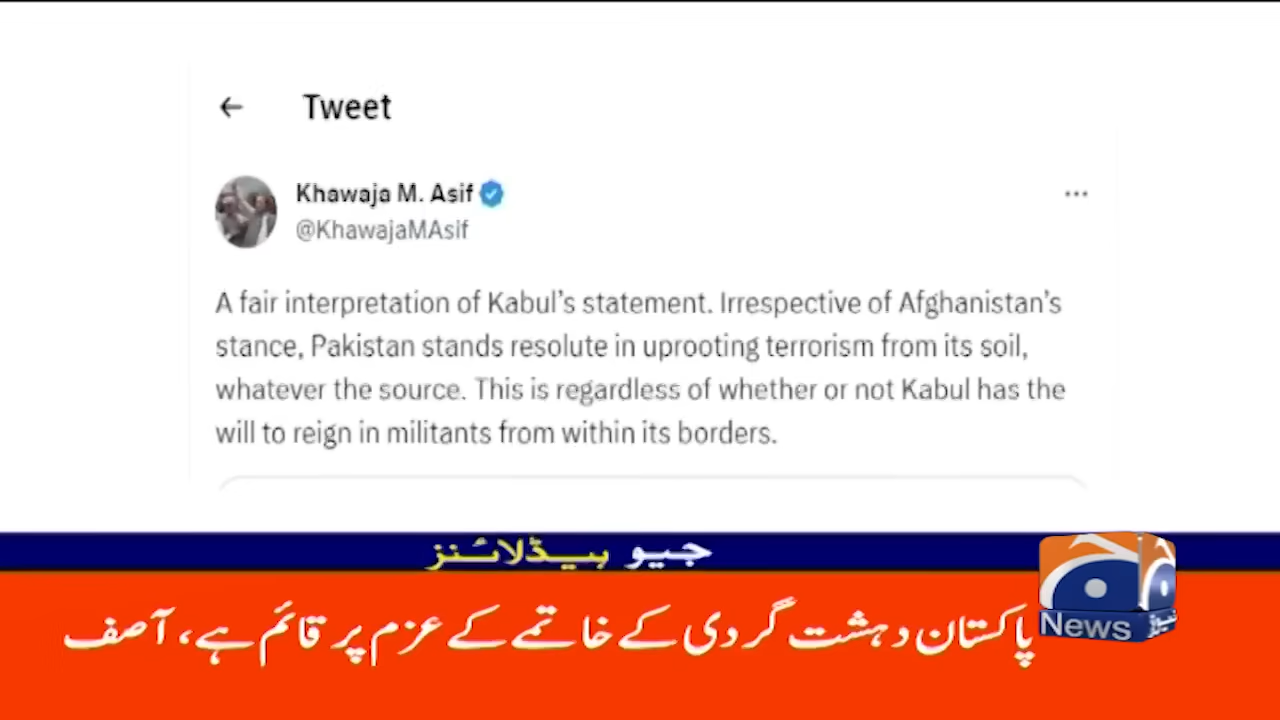 Tweet
Khawaja M. Asif
@KhawajaMAsif
A fair interpretation of Kabul's statement. Irrespective of Afghanistan's
stance, Pakistan stands resolute in uprooting terrorism from its soil,
whatever the source. This is regardless of whether or not Kabul has the
will to reign in militants from within its borders.
جیو ہیڈلائنز
پاکستان دہشت گردی کے خاتمے کے عزم پر قائم ہے، آصف
News نیوز